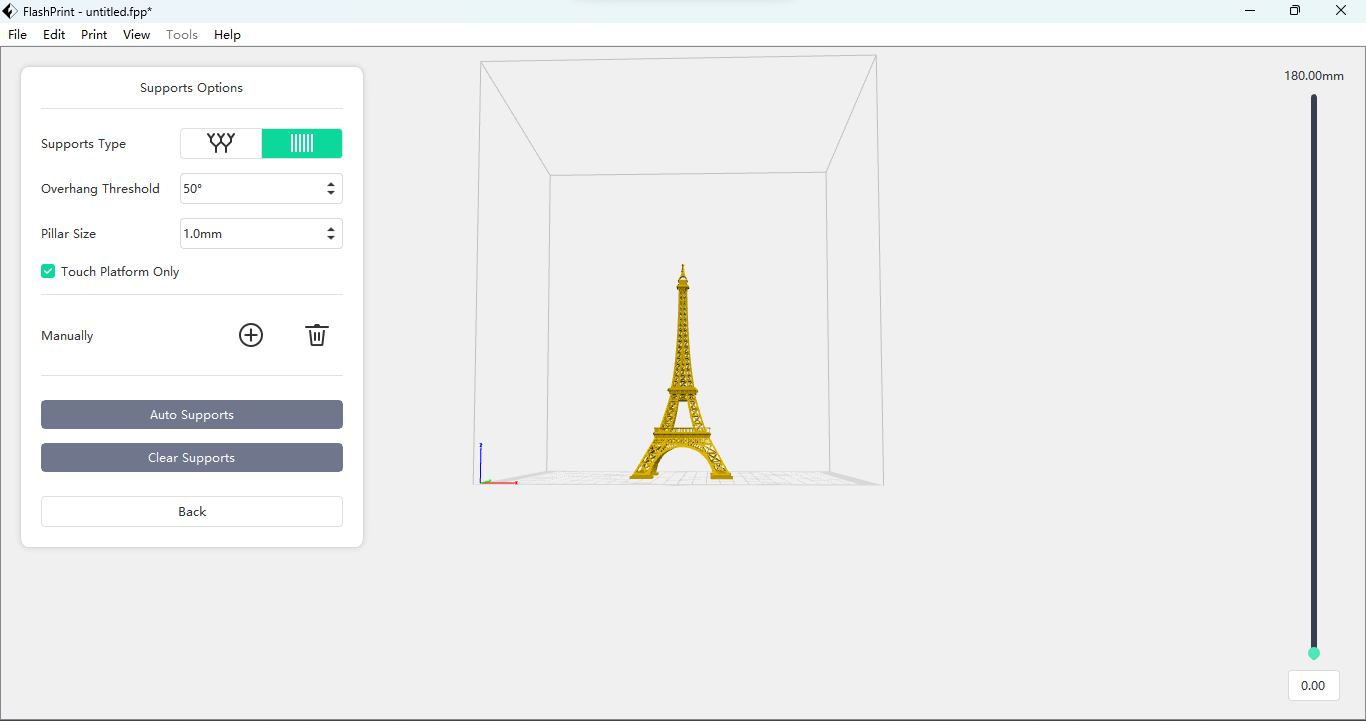 FlashPrint - untitled.fpp*
File Edit Print View Tools Help
Supports Options
180.00mm
Supports Type
Overhang Threshold 50°
Pillar Size 1.0mm
Touch Platform Only
Manually
Auto Supports
Clear Supports
Back
z
x
0.00